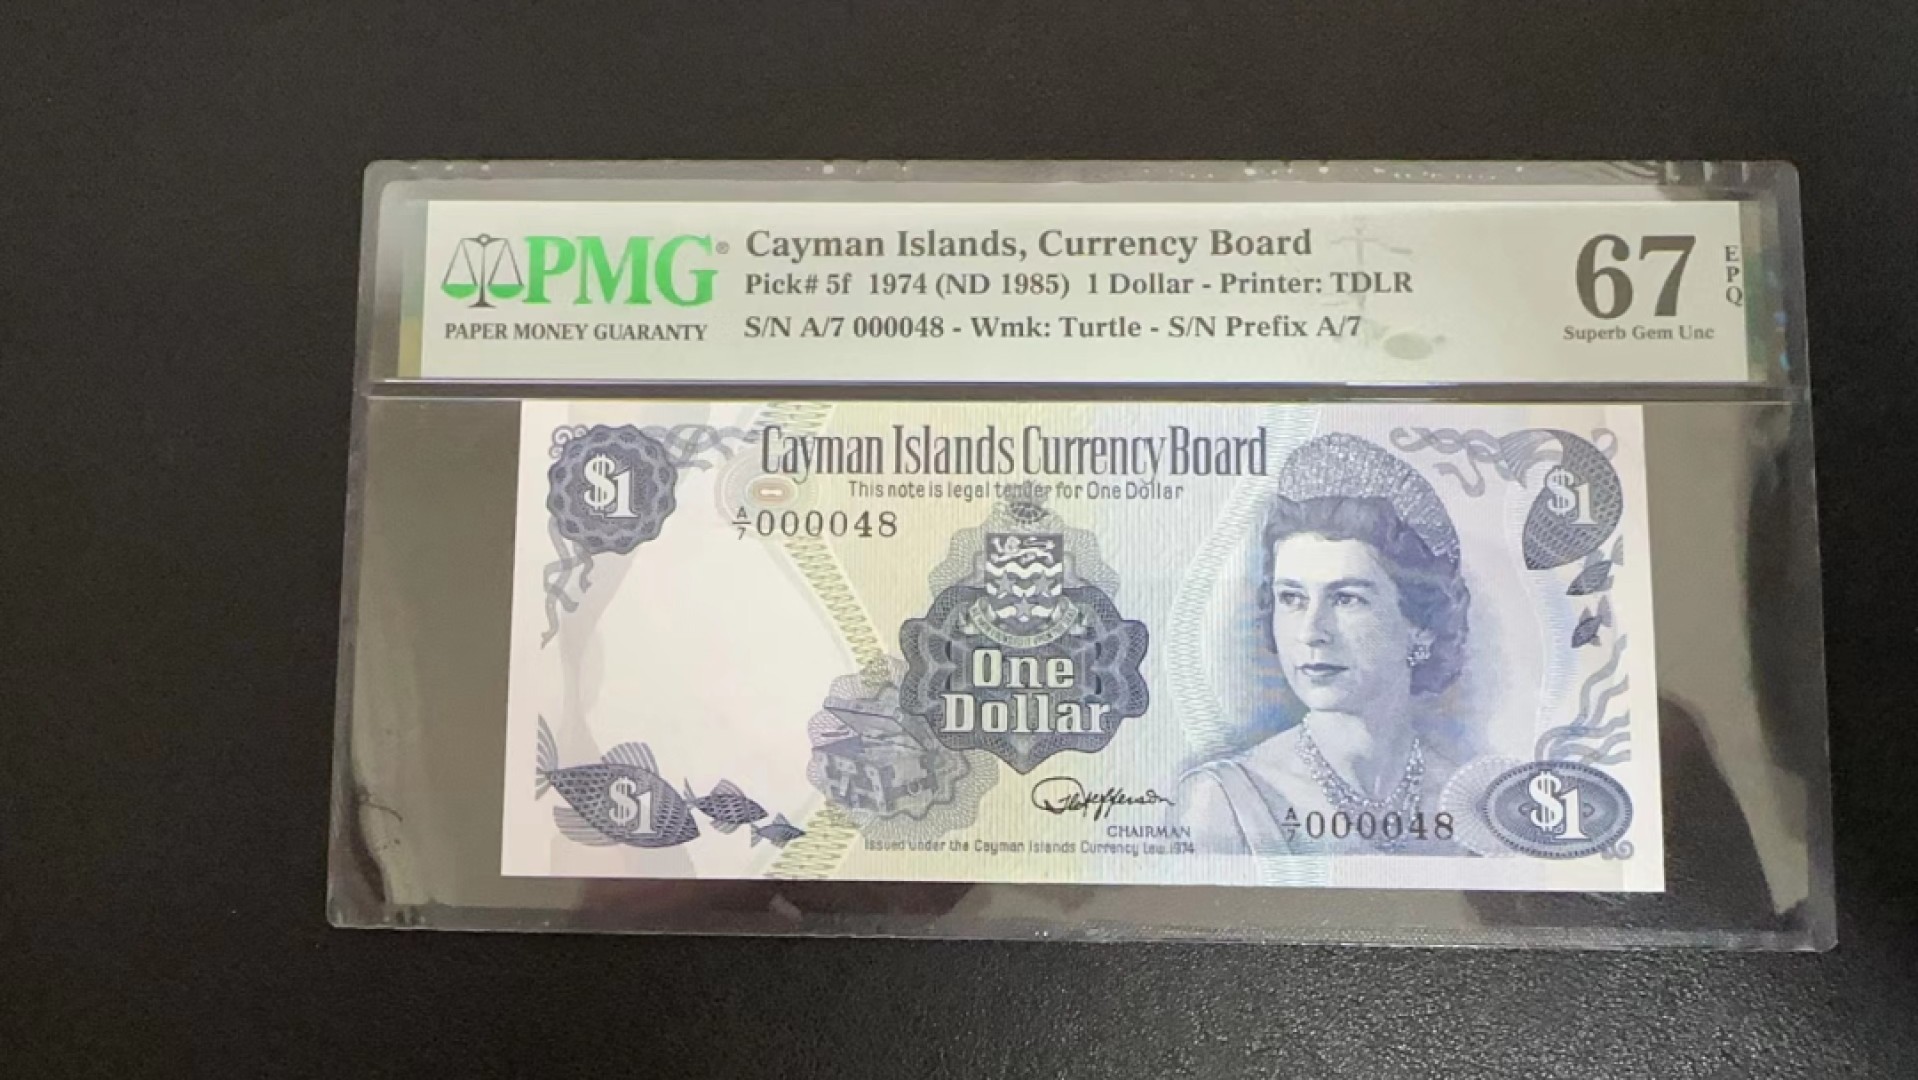 PMG®
PAPER MONEY GUARANTY
Cayman Islands, Currency Board
Pick# 5f 1974 (ND 1985) 1 Dollar - Printer: TDLR
S/N A/7 000048 - Wmk: Turtle - S/N Prefix A/7
67
EPQ
Superb Gem Unc
$1
Cayman Islands Currency Board
This note is legal tender for One Dollar
$1
A/7 000048
One
Dollar
CHAIRMAN
$1
A/7 000048
$1
Issued under the Cayman Islands Currency Law. 1974